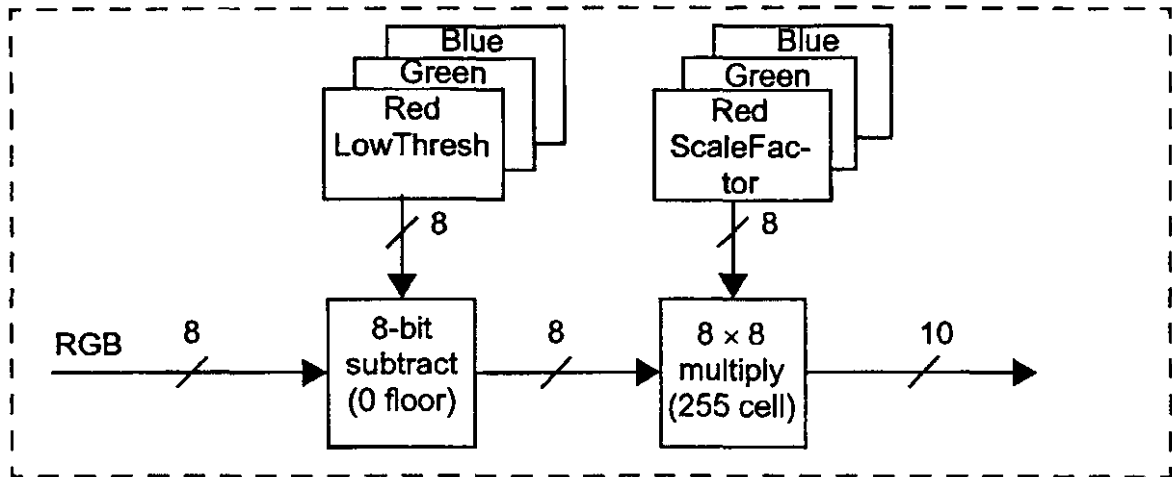 Blue
Green
Red
LowThresh
8
Blue
Green
Red
ScaleFac-
tor
8
RGB
8
8-bit
subtract
(0 floor)
8
8 × 8
multiply
(255 cell)
10